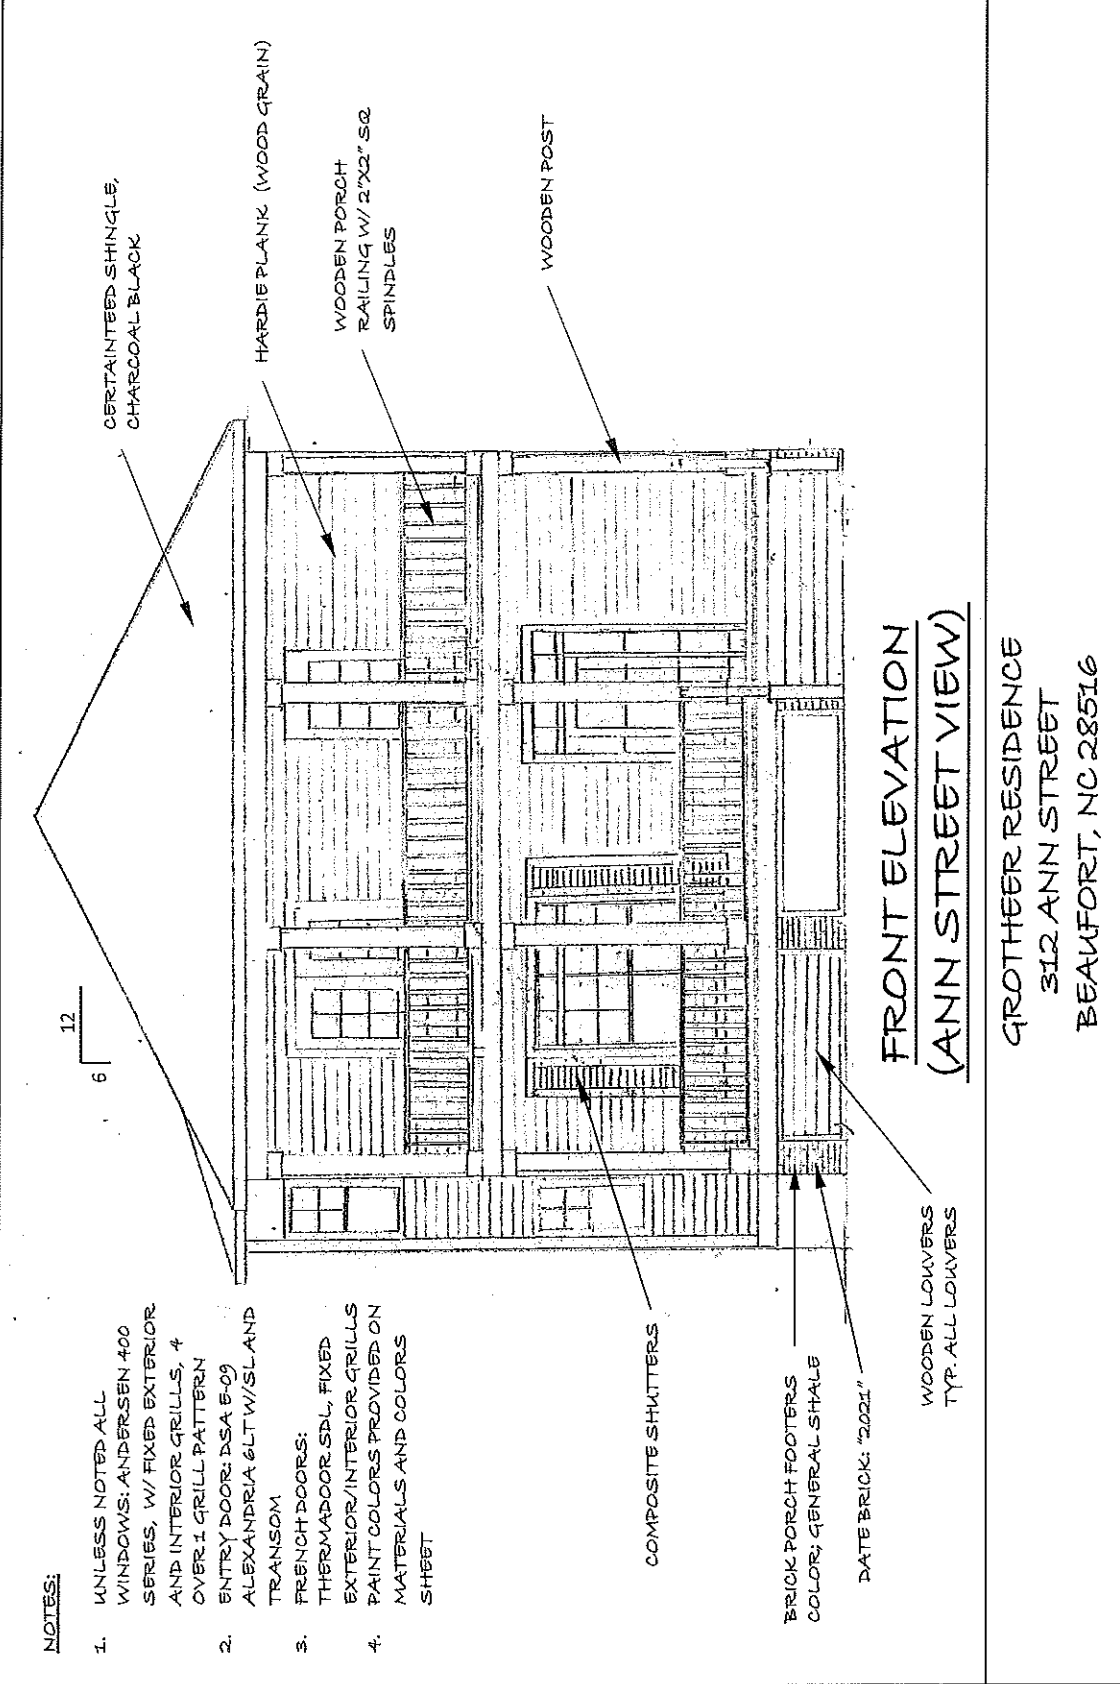 NOTES:
1. UNLESS NOTED ALL
WINDOWS: ANDERSEN 400
SERIES, W/ FIXED EXTERIOR
AND INTERIOR GRILLS, 4
OVER 1 GRILL PATTERN
2. ENTRY DOOR: DSA E-09
ALEXANDRIA 6LT W/SL AND
TRANSOM
3. FRENCH DOORS:
THERMADOOR SDL, FIXED
EXTERIOR/INTERIOR GRILLS
4. PAINT COLORS PROVIDED ON
MATERIALS AND COLORS
SHEET
6
12
CERTAINTEED SHINGLE,
CHARCOAL BLACK
HARDIEPLANK (WOOD GRAIN)
WOODEN PORCH
RAILING W/ 2"X2" SQ
SPINDLES
WOODEN POST
COMPOSITE SHUTTERS
BRICK PORCH FOOTERS
COLOR; GENERAL SHALE
DATE BRICK: "2021"
WOODEN LOUVERS
TYP. ALL LOUVERS
FRONT ELEVATION
(ANN STREET VIEW)
GROTHEER RESIDENCE
312 ANN STREET
BEAUFORT, NC 28516